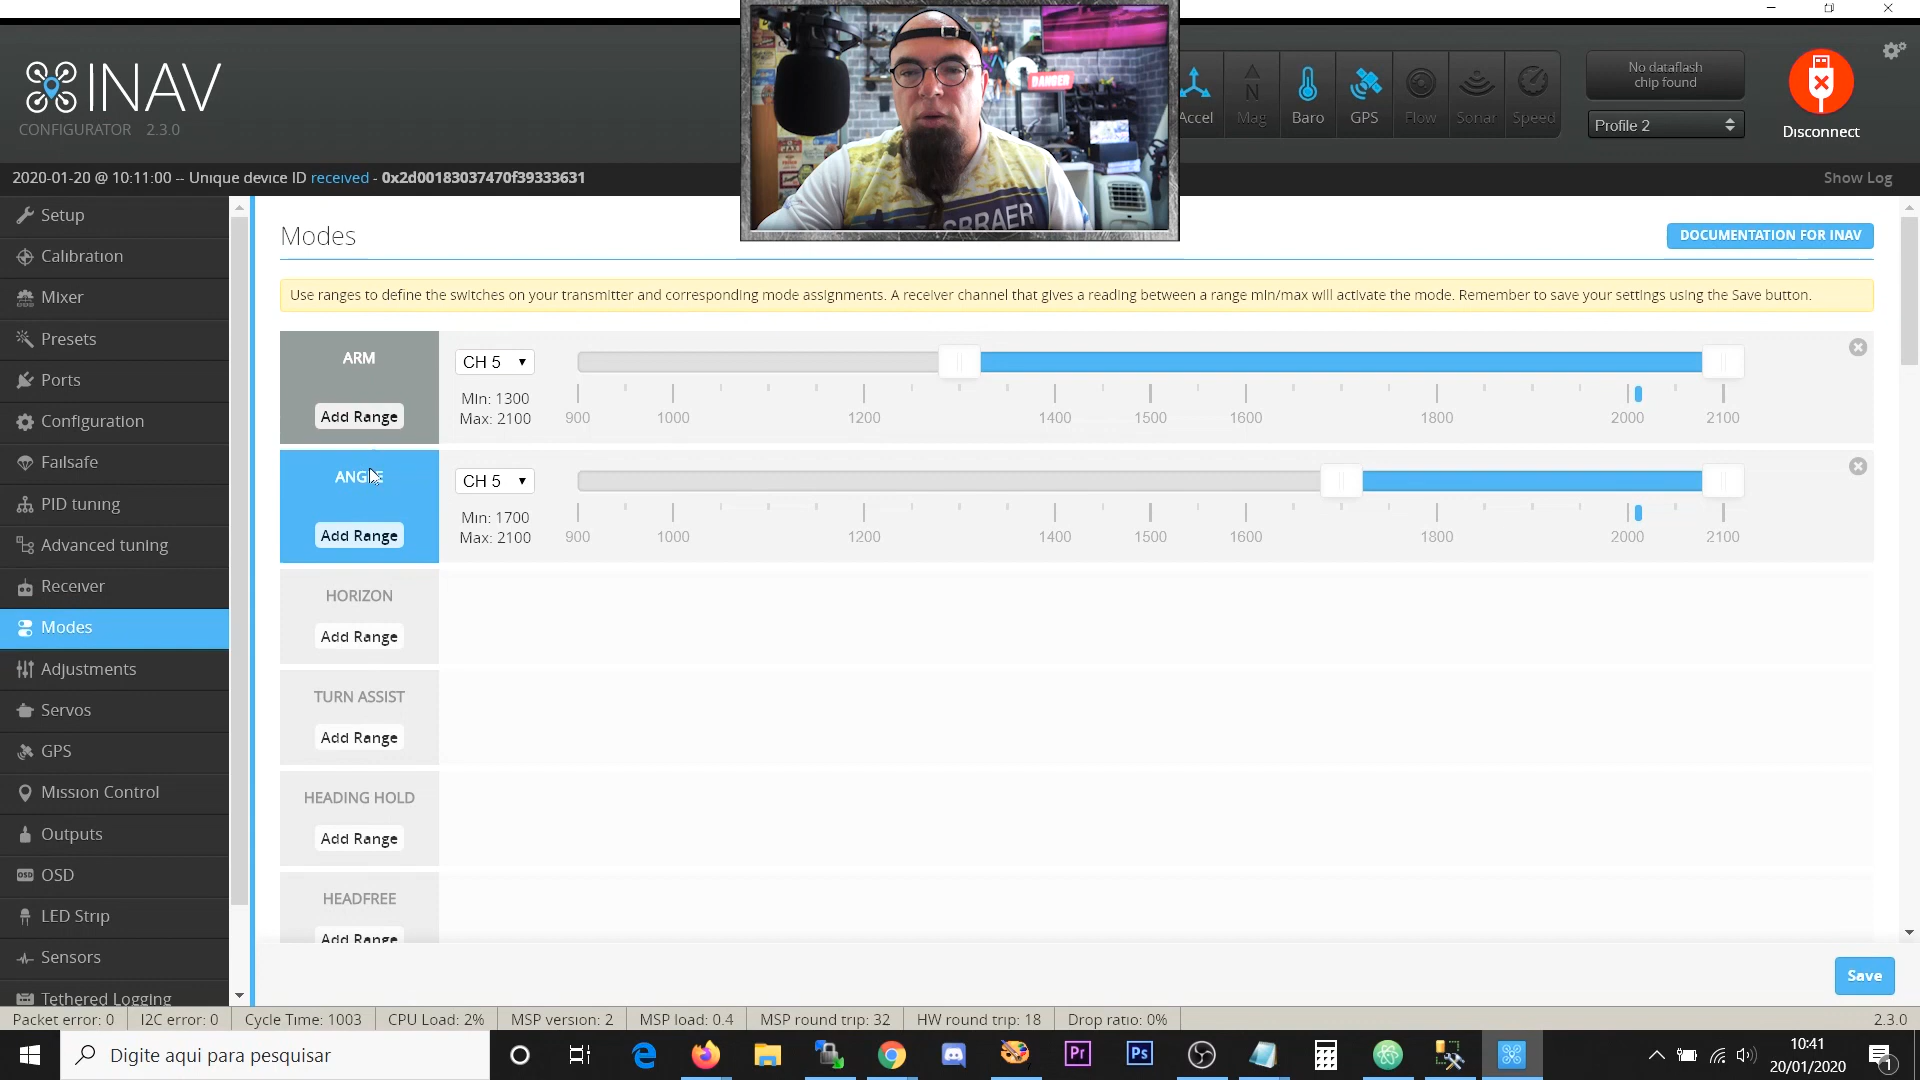 INAV
CONFIGURATOR 2.3.0
DANGER
SBRAER
Accel
Mag
Baro
GPS
Flow
Sonar
Speed
No dataflash
chip found
Profile 2
Disconnect
2020-01-20 @ 10:11:00 -- Unique device ID received - 0x2d00183037470f39333631
Show Log
Setup
Calibration
Mixer
Presets
Ports
Configuration
Failsafe
PID tuning
Advanced tuning
Receiver
Modes
Adjustments
Servos
GPS
Mission Control
Outputs
OSD
LED Strip
Sensors
Tethered Logging
Modes
DOCUMENTATION FOR INAV
Use ranges to define the switches on your transmitter and corresponding mode assignments. A receiver channel that gives a reading between a range min/max will activate the mode. Remember to save your settings using the Save button.
ARM
Add Range
CH 5
Min: 1300
Max: 2100
900 1000 1200 1400 1500 1600 1800 2000 2100
ANGLE
Add Range
CH 5
Min: 1700
Max: 2100
900 1000 1200 1400 1500 1600 1800 2000 2100
HORIZON
Add Range
TURN ASSIST
Add Range
HEADING HOLD
Add Range
HEADFREE
Add Range
Save
Packet error: 0 I2C error: 0 Cycle Time: 1003 CPU Load: 2% MSP version: 2 MSP load: 0.4 MSP round trip: 32 HW round trip: 18 Drop ratio: 0% 2.3.0
Digite aqui para pesquisar
Pr
Ps
10:41
20/01/2020
1